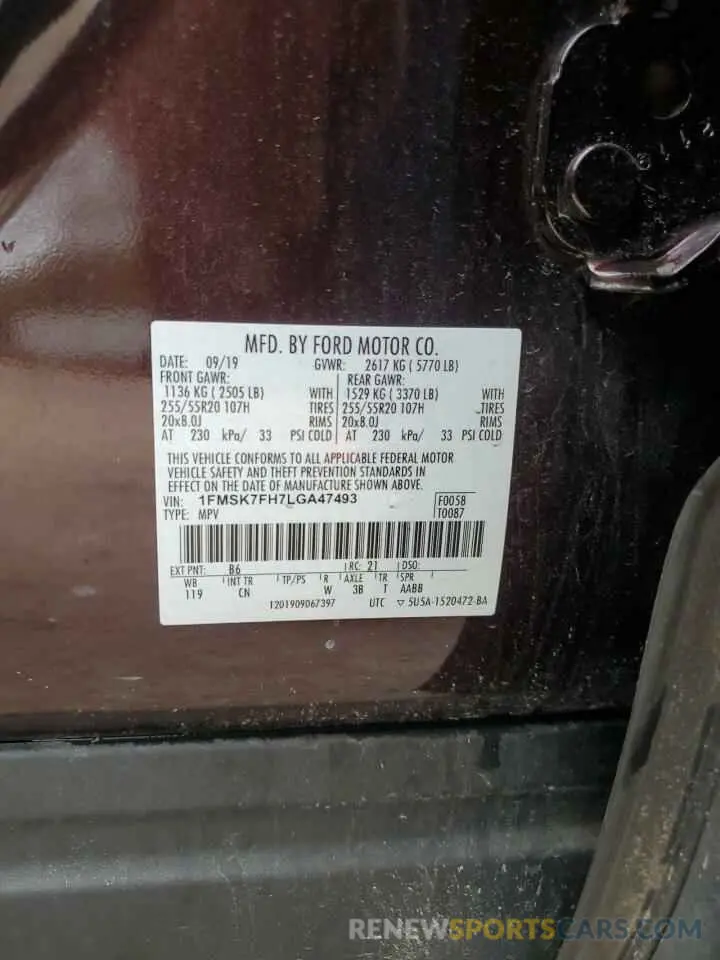 MFD. BY FORD MOTOR CO.
DATE: 09/19 GVWR: 2617 KG ( 5770 LB)
FRONT GAWR: REAR GAWR:
1136 KG ( 2505 LB) WITH 1529 KG ( 3370 LB) WITH
255/55R20 107H TIRES 255/55R20 107H TIRES
20x8.0J RIMS 20x8.0J RIMS
AT 230 kPa/ 33 PSI COLD AT 230 kPa/ 33 PSI COLD
THIS VEHICLE CONFORMS TO ALL APPLICABLE FEDERAL MOTOR
VEHICLE SAFETY AND THEFT PREVENTION STANDARDS IN
EFFECT ON THE DATE OF MANUFACTURE SHOWN ABOVE.
VIN: 1FMSK7FH7LGA47493 F0058
TYPE: MPV T0087
EXT PNT: B6 RC: 21 DSO:
WB INT TR TP/PS R AXLE TR SPR
119 CN W 3B T AABB
1201909067397 UTC ▽ 5U5A-1520472-BA
RENEWSPORTSCARS.COM